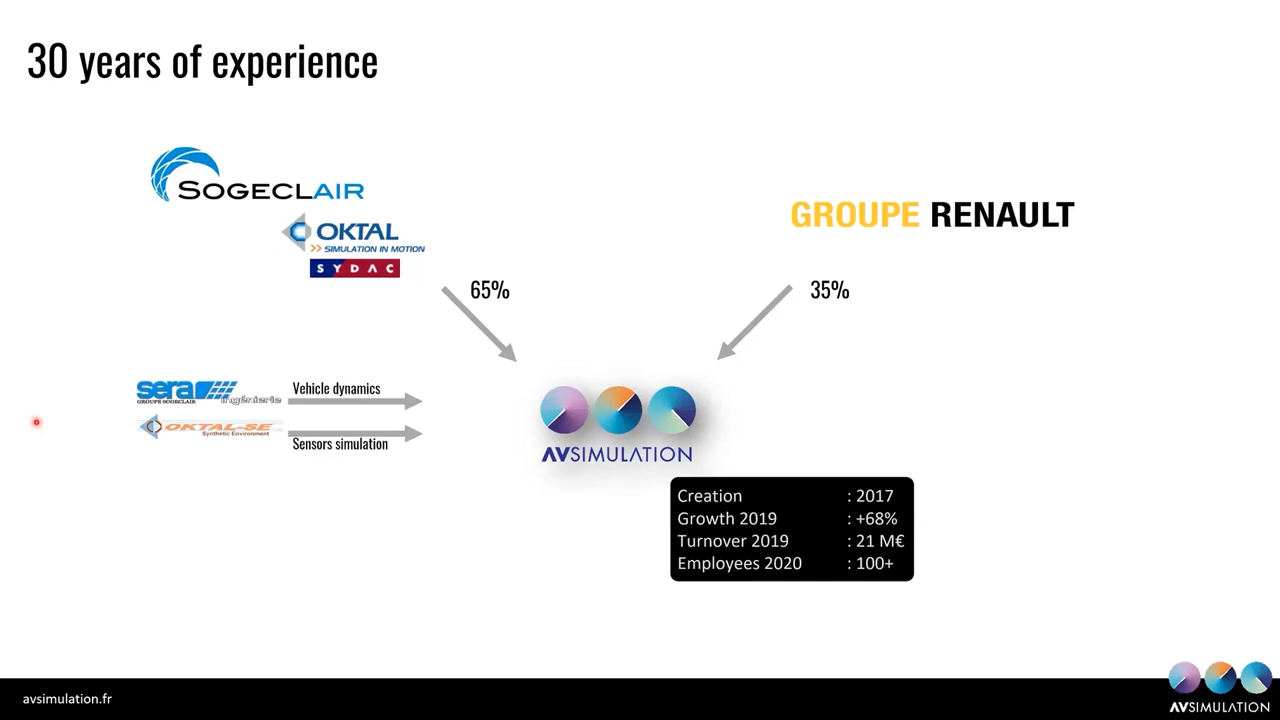 30 years of experience
SOGECLAIR
OKTAL
>> SIMULATION IN MOTION
SYDAC
GROUPE RENAULT
65%
35%
sera
ingénierie
GROUPE SOGECLAIR
Vehicle dynamics
OKTAL-SE
Synthetic Environment
Sensors simulation
AVSIMULATION
Creation : 2017
Growth 2019 : +68%
Turnover 2019 : 21 M€
Employees 2020 : 100+
avsimulation.fr
AVSIMULATION